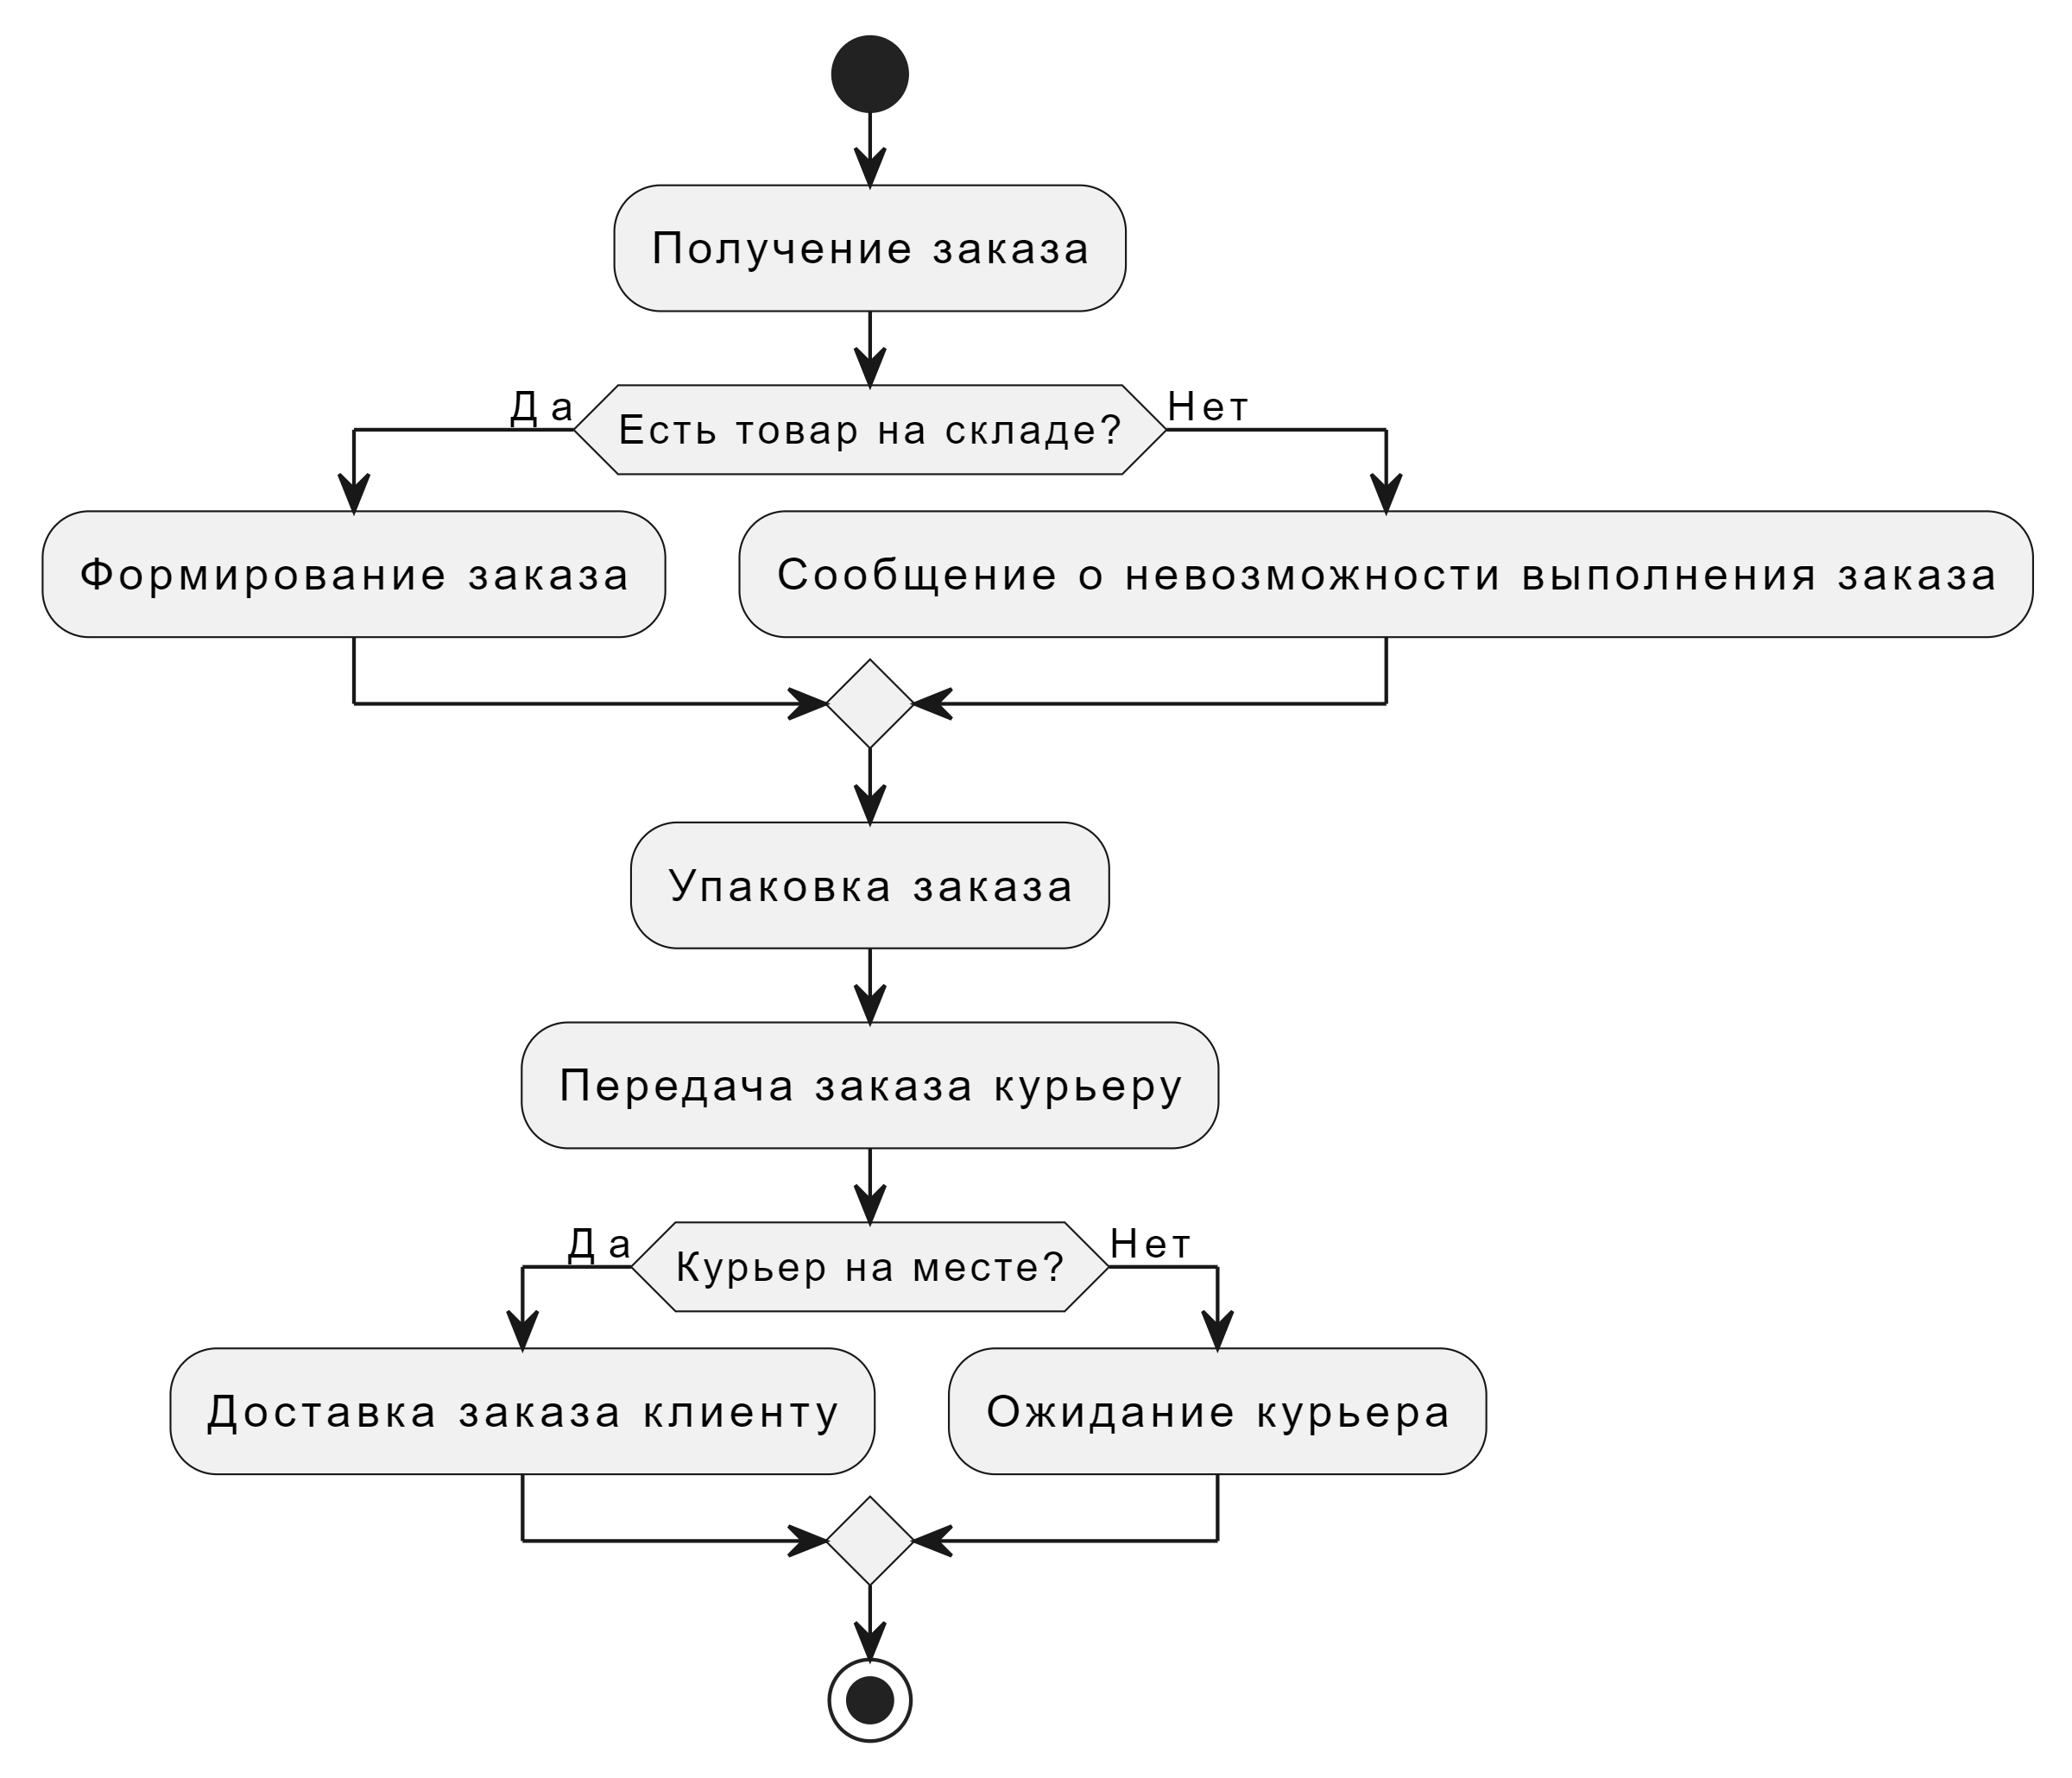 Получение заказа
Да
Есть товар на складе?
Нет
Формирование заказа
Сообщение о невозможности выполнения заказа
Упаковка заказа
Передача заказа курьеру
Да
Курьер на месте?
Нет
Доставка заказа клиенту
Ожидание курьера